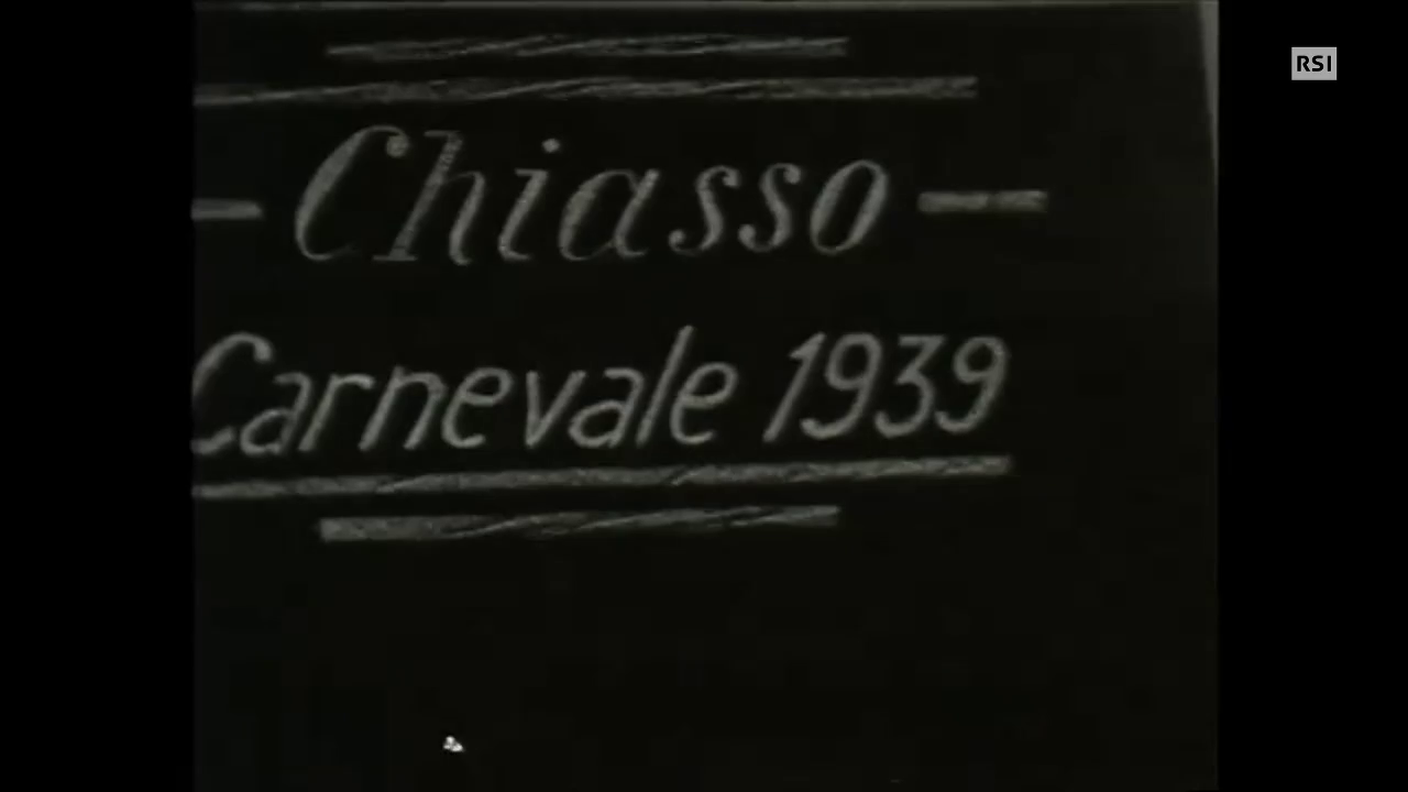 RSI
— Chiasso —
Carnevale 1939